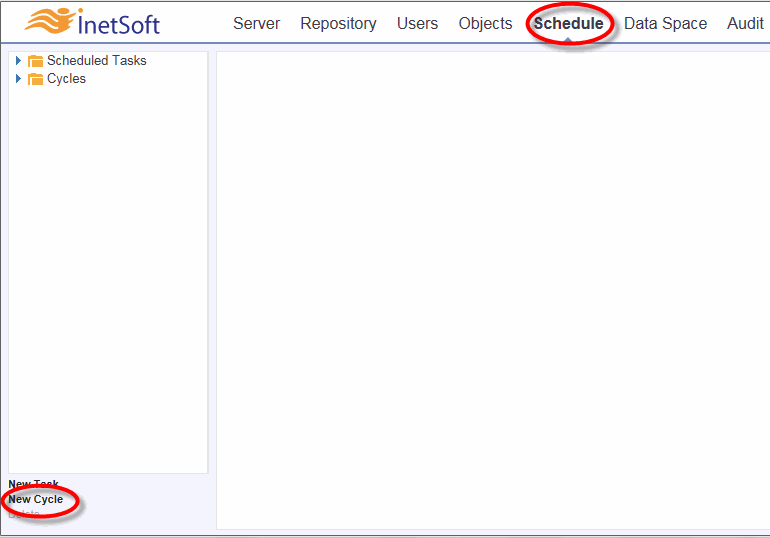 InetSoft
Server Repository Users Objects Schedule Data Space Audit
Scheduled Tasks
Cycles
New Task
New Cycle
Delete